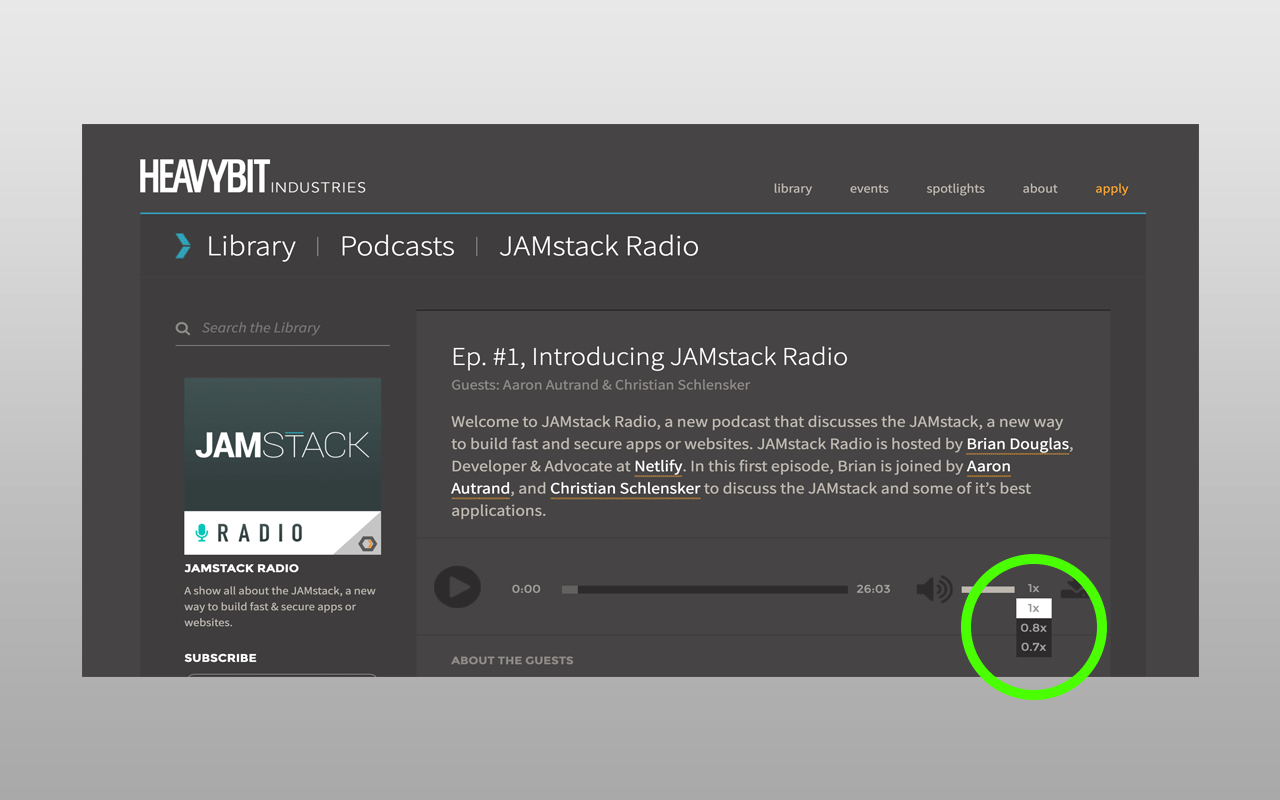 HEAVYBIT INDUSTRIES
library events spotlights about apply
Library | Podcasts | JAMstack Radio
Search the Library
JAMSTACK
RADIO
JAMSTACK RADIO
A show all about the JAMstack, a new
way to build fast & secure apps or
websites.
SUBSCRIBE
Ep. #1, Introducing JAMstack Radio
Guests: Aaron Autrand & Christian Schlensker
Welcome to JAMstack Radio, a new podcast that discusses the JAMstack, a new way
to build fast and secure apps or websites. JAMstack Radio is hosted by Brian Douglas,
Developer & Advocate at Netlify. In this first episode, Brian is joined by Aaron
Autrand, and Christian Schlensker to discuss the JAMstack and some of it’s best
applications.
0:00 26:03 1x
1x
0.8x
0.7x
ABOUT THE GUESTS